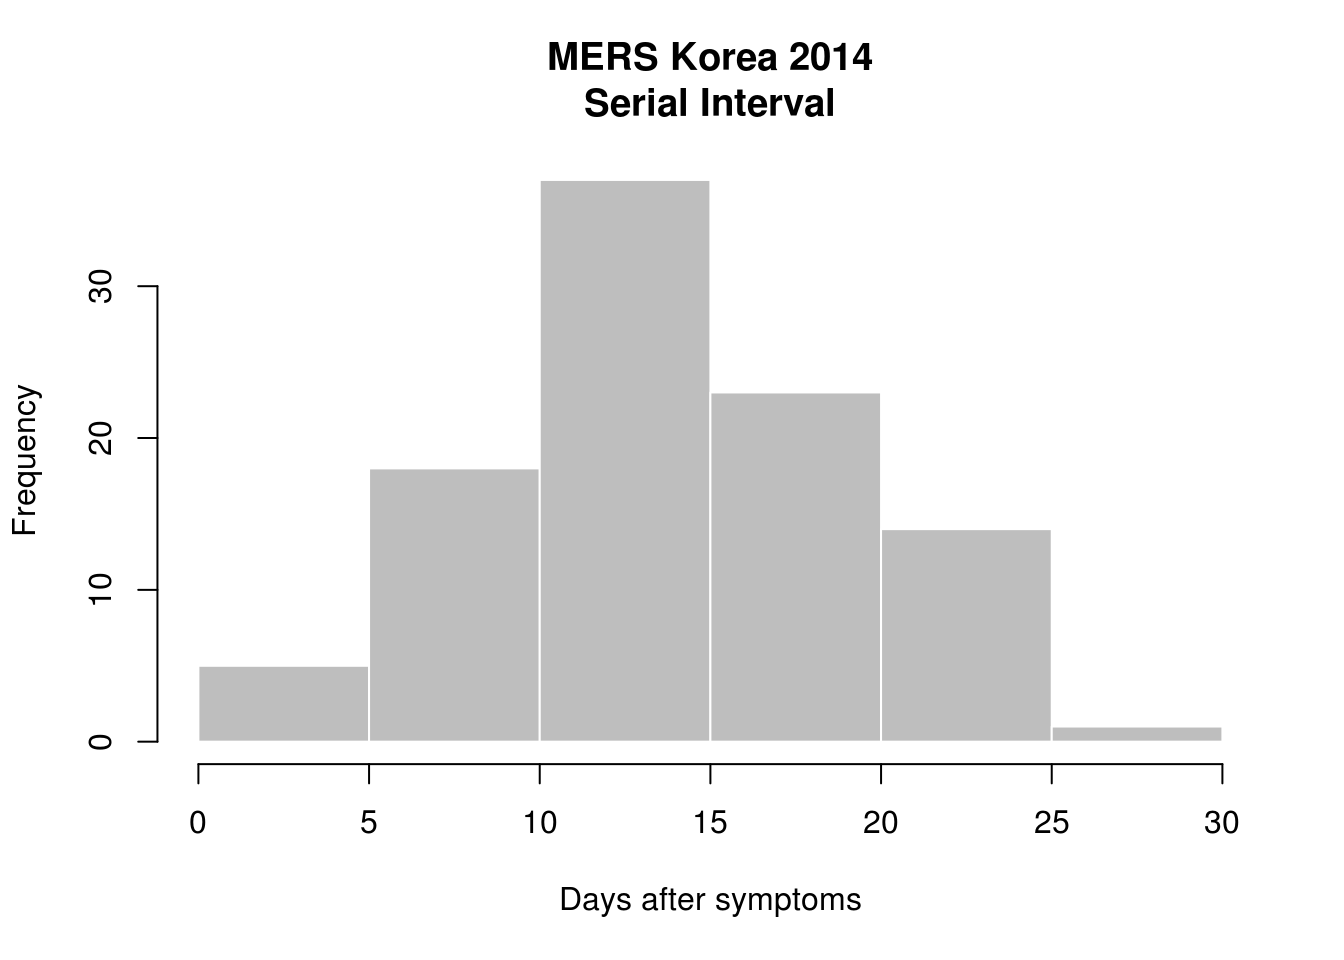 MERS Korea 2014
Serial Interval
Frequency
30
20
10
0
0 5 10 15 20 25 30
Days after symptoms